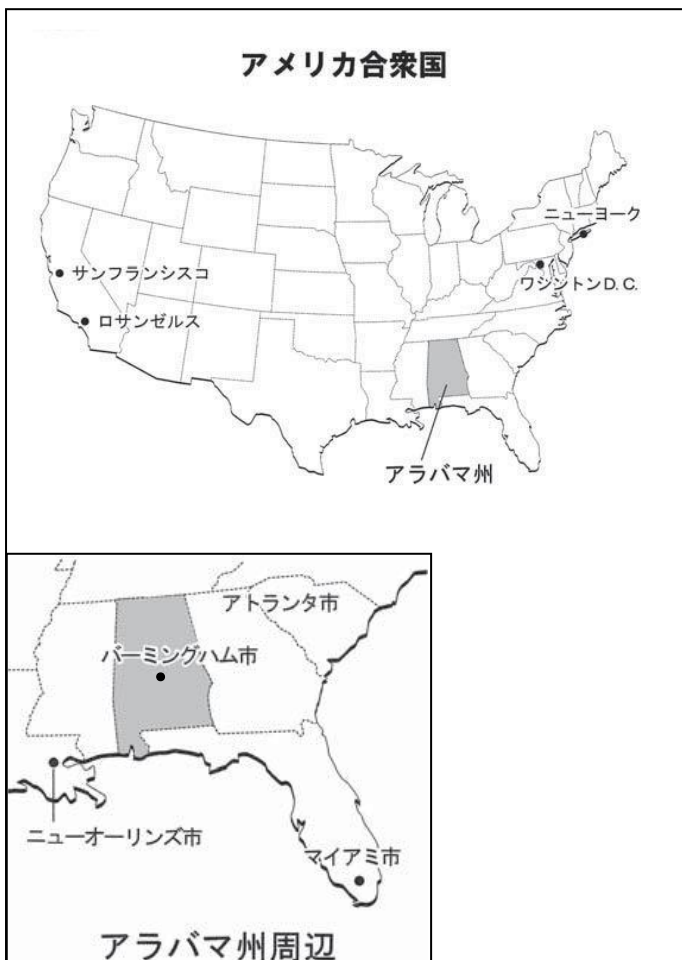 アメリカ合衆国
ニューヨーク
サンフランシスコ
ワシントンD.C.
ロサンゼルス
アラバマ州
アトランタ市
バーミングハム市
ニューオーリンズ市
マイアミ市
アラバマ州周辺